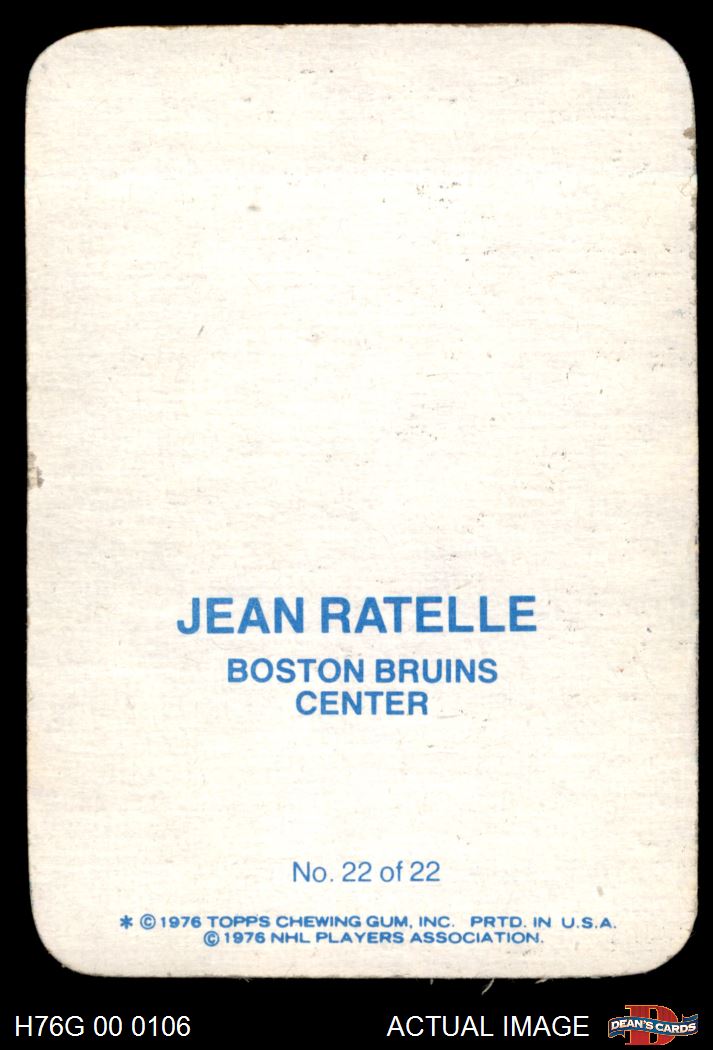 JEAN RATELLE
BOSTON BRUINS
CENTER
No. 22 of 22
* © 1976 TOPPS CHEWING GUM, INC. PRTD. IN U.S.A.
© 1976 NHL PLAYERS ASSOCIATION.
H76G 00 0106 ACTUAL IMAGE DEAN'S CARDS